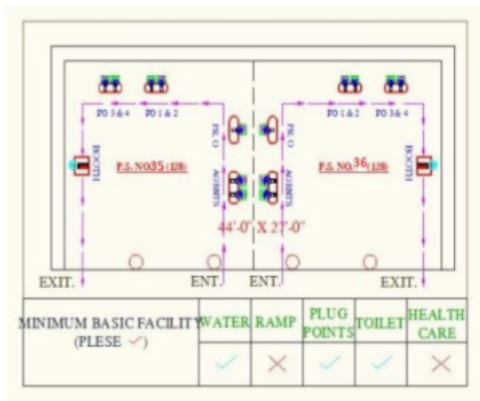 PO 3 & 4
PO 1 & 2
PO 1 & 2
PO 3 & 4
PR. O
PR. O
BOOTH
P.S. NO.35 (128)
AGENTS
AGENTS
P.S. NO. 36 (128)
BOOTH
44'-0" X 27'-0"
EXIT.
ENT.
ENT.
EXIT.
MINIMUM BASIC FACILITY
(PLESE ✓)
WATER
RAMP
PLUG
POINTS
TOILET
HEALTH
CARE